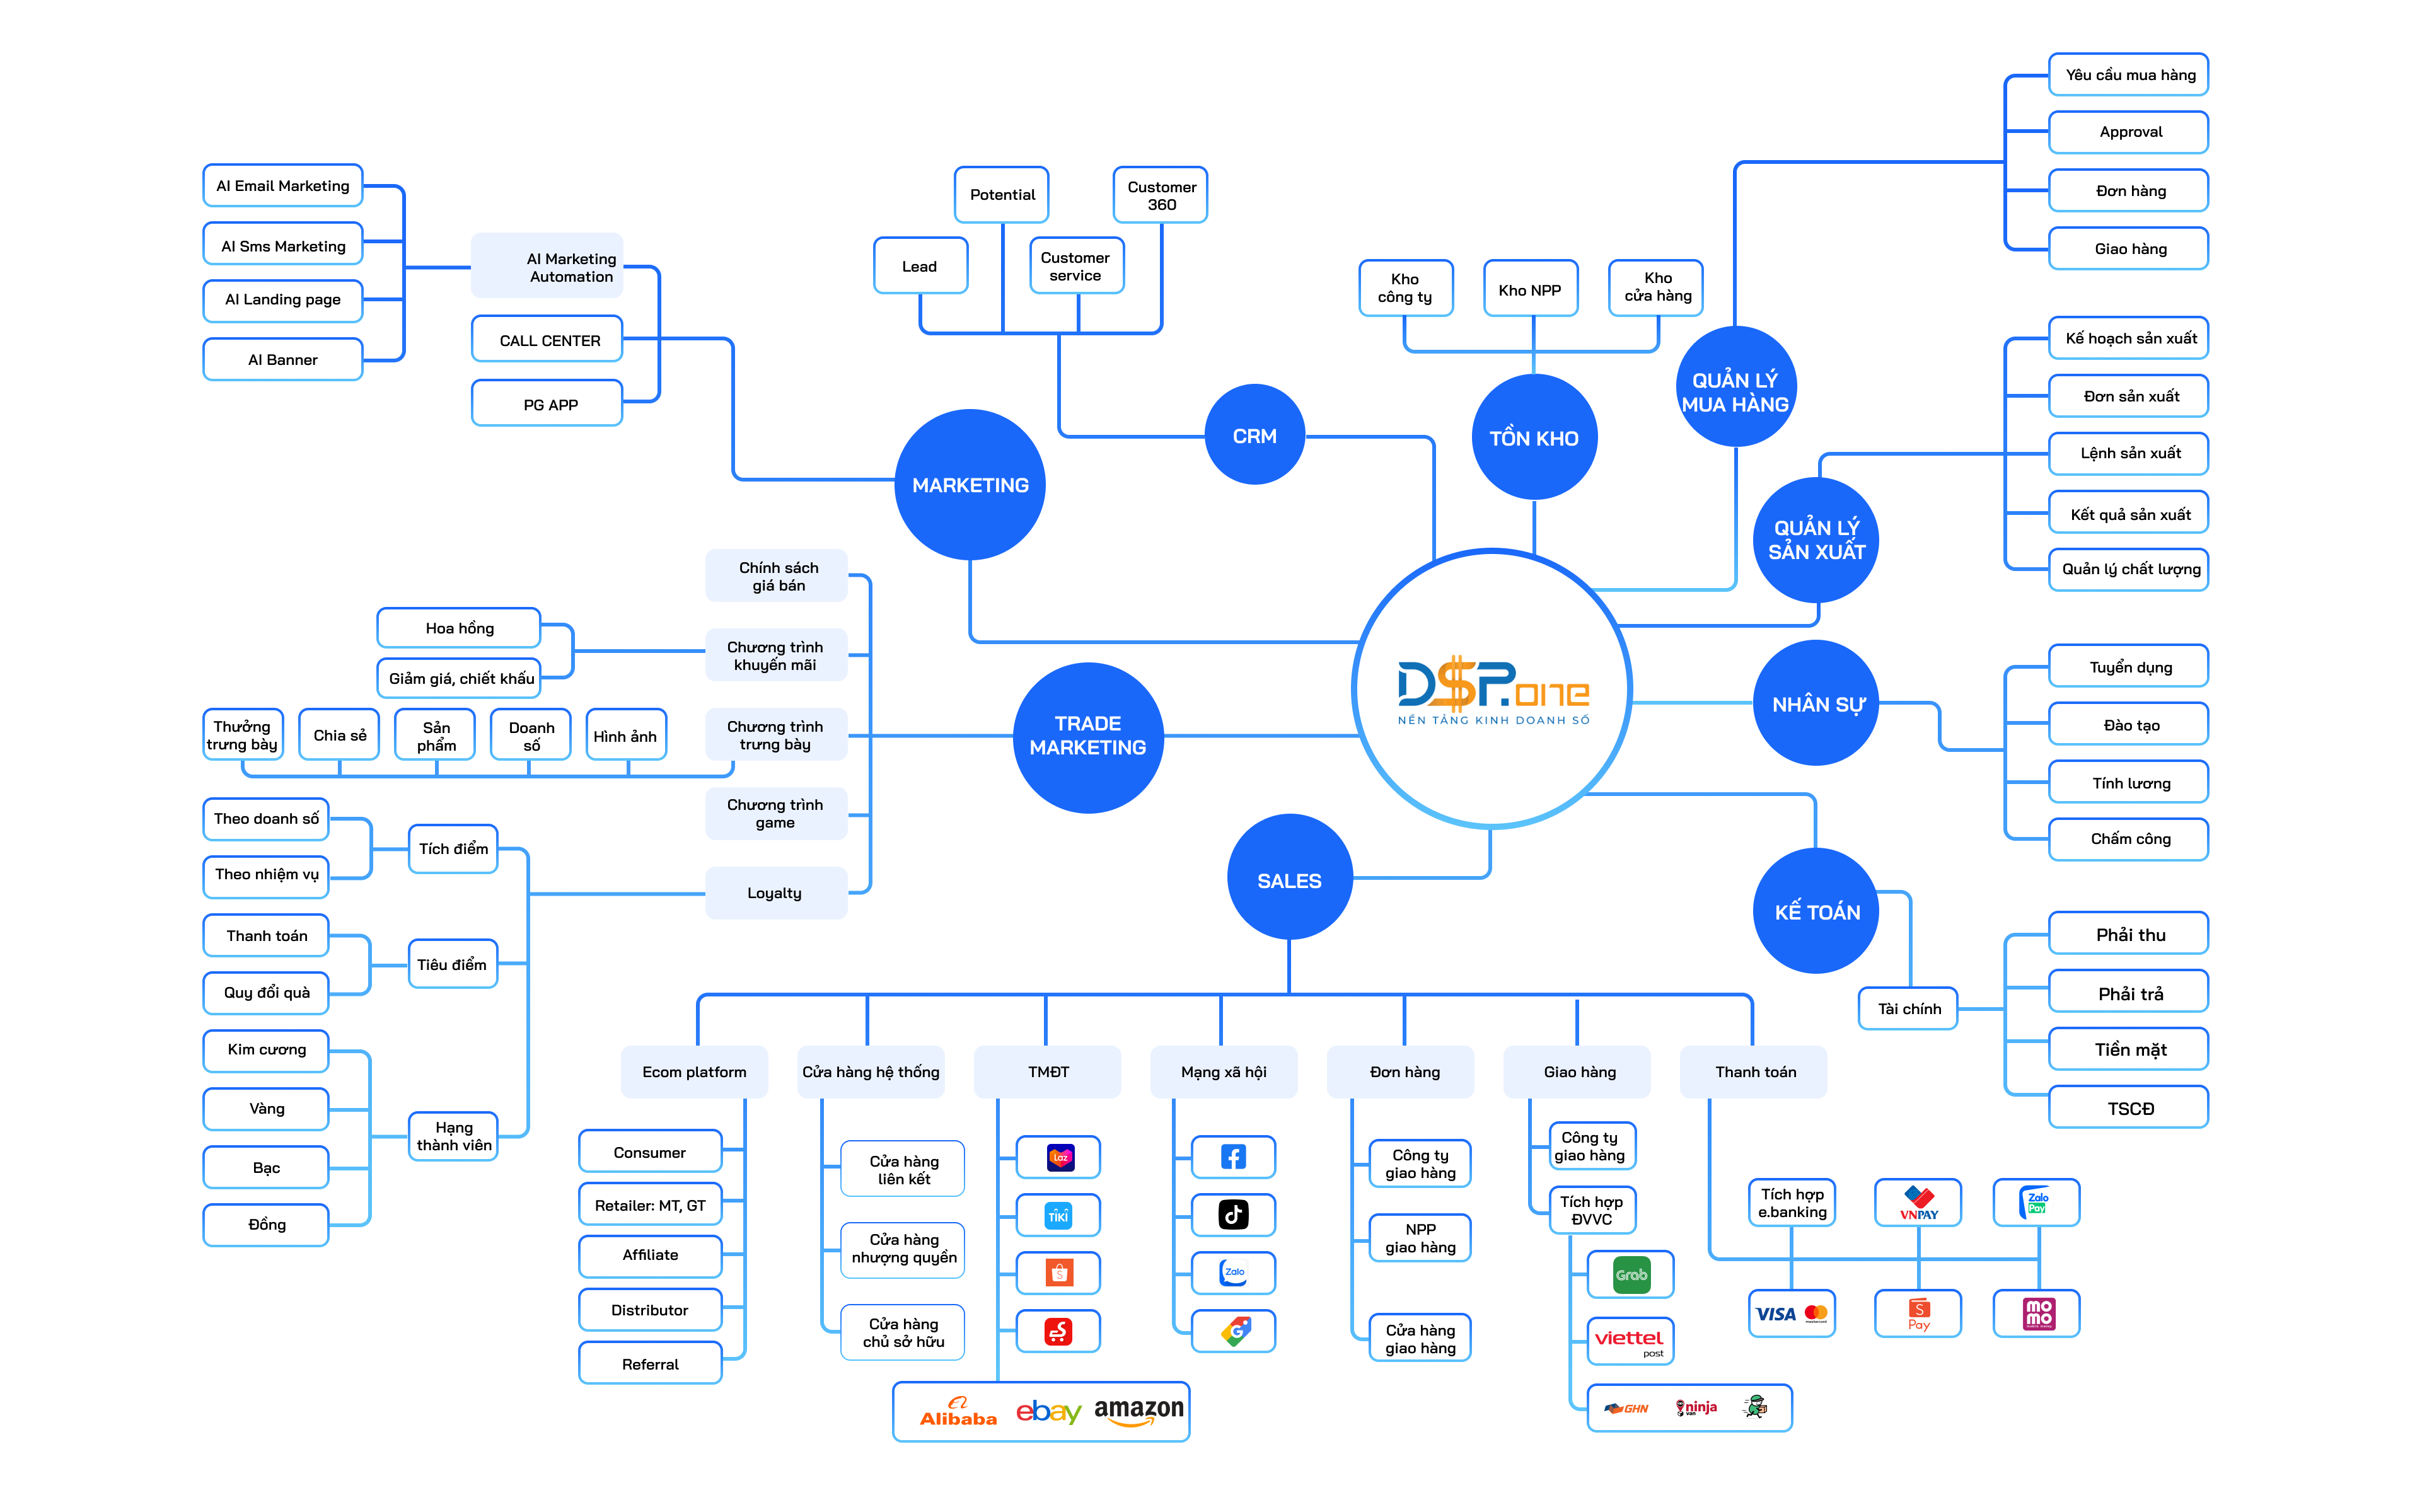 Yêu cầu mua hàng
Approval
Đơn hàng
Giao hàng
AI Email Marketing
AI Sms Marketing
AI Landing page
AI Banner
AI Marketing
Automation
CALL CENTER
PG APP
Potential
Customer
360
Lead
Customer
service
Kho
công ty
Kho NPP
Kho
cửa hàng
QUẢN LÝ
MUA HÀNG
Kế hoạch sản xuất
Đơn sản xuất
Lệnh sản xuất
Kết quả sản xuất
Quản lý chất lượng
CRM
TỒN KHO
MARKETING
QUẢN LÝ
SẢN XUẤT
Chính sách
giá bán
Hoa hồng
Giảm giá, chiết khấu
Chương trình
khuyến mãi
Thưởng
trưng bày
Chia sẻ
Sản
phẩm
Doanh
số
Hình ảnh
Chương trình
trưng bày
TRADE
MARKETING
DSP.one
NỀN TẢNG KINH DOANH SỐ
NHÂN SỰ
Tuyển dụng
Đào tạo
Tính lương
Chấm công
Chương trình
game
Theo doanh số
Theo nhiệm vụ
Tích điểm
Loyalty
Thanh toán
Quy đổi quà
Tiêu điểm
Kim cương
Vàng
Bạc
Đồng
Hạng
thành viên
SALES
KẾ TOÁN
Tài chính
Phải thu
Phải trả
Tiền mặt
TSCĐ
Ecom platform
Cửa hàng hệ thống
TMĐT
Mạng xã hội
Đơn hàng
Giao hàng
Thanh toán
Consumer
Retailer: MT, GT
Affiliate
Distributor
Referral
Cửa hàng
liên kết
Cửa hàng
nhượng quyền
Cửa hàng
chủ sở hữu
Laz
TIKI
S
S
Alibaba
ebay
amazon
f
Zalo
G
Công ty
giao hàng
NPP
giao hàng
Cửa hàng
giao hàng
Công ty
giao hàng
Tích hợp
ĐVVC
Grab
viettel
post
GHN
ninja
van
Tích hợp
e.banking
VNPAY
Zalo
Pay
VISA
mastercard
S
Pay
mo
mo